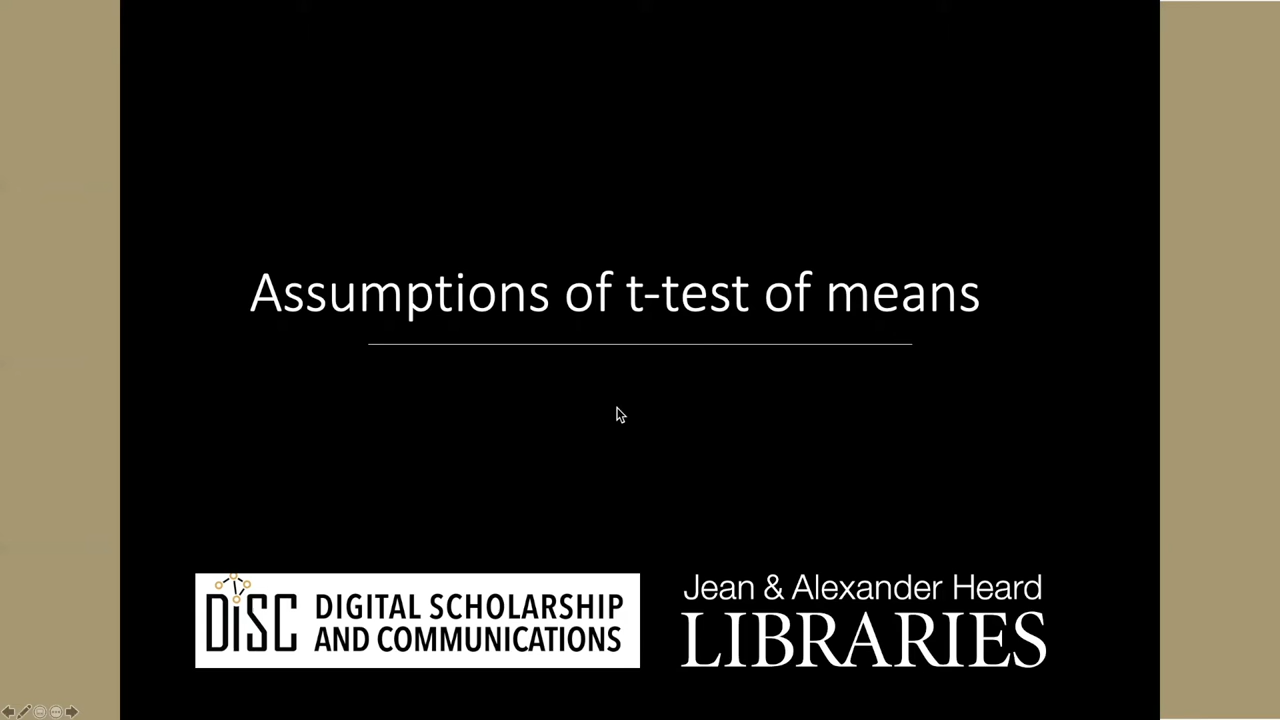 Assumptions of t-test of means
DiSC DIGITAL SCHOLARSHIP
AND COMMUNICATIONS
Jean & Alexander Heard
LIBRARIES